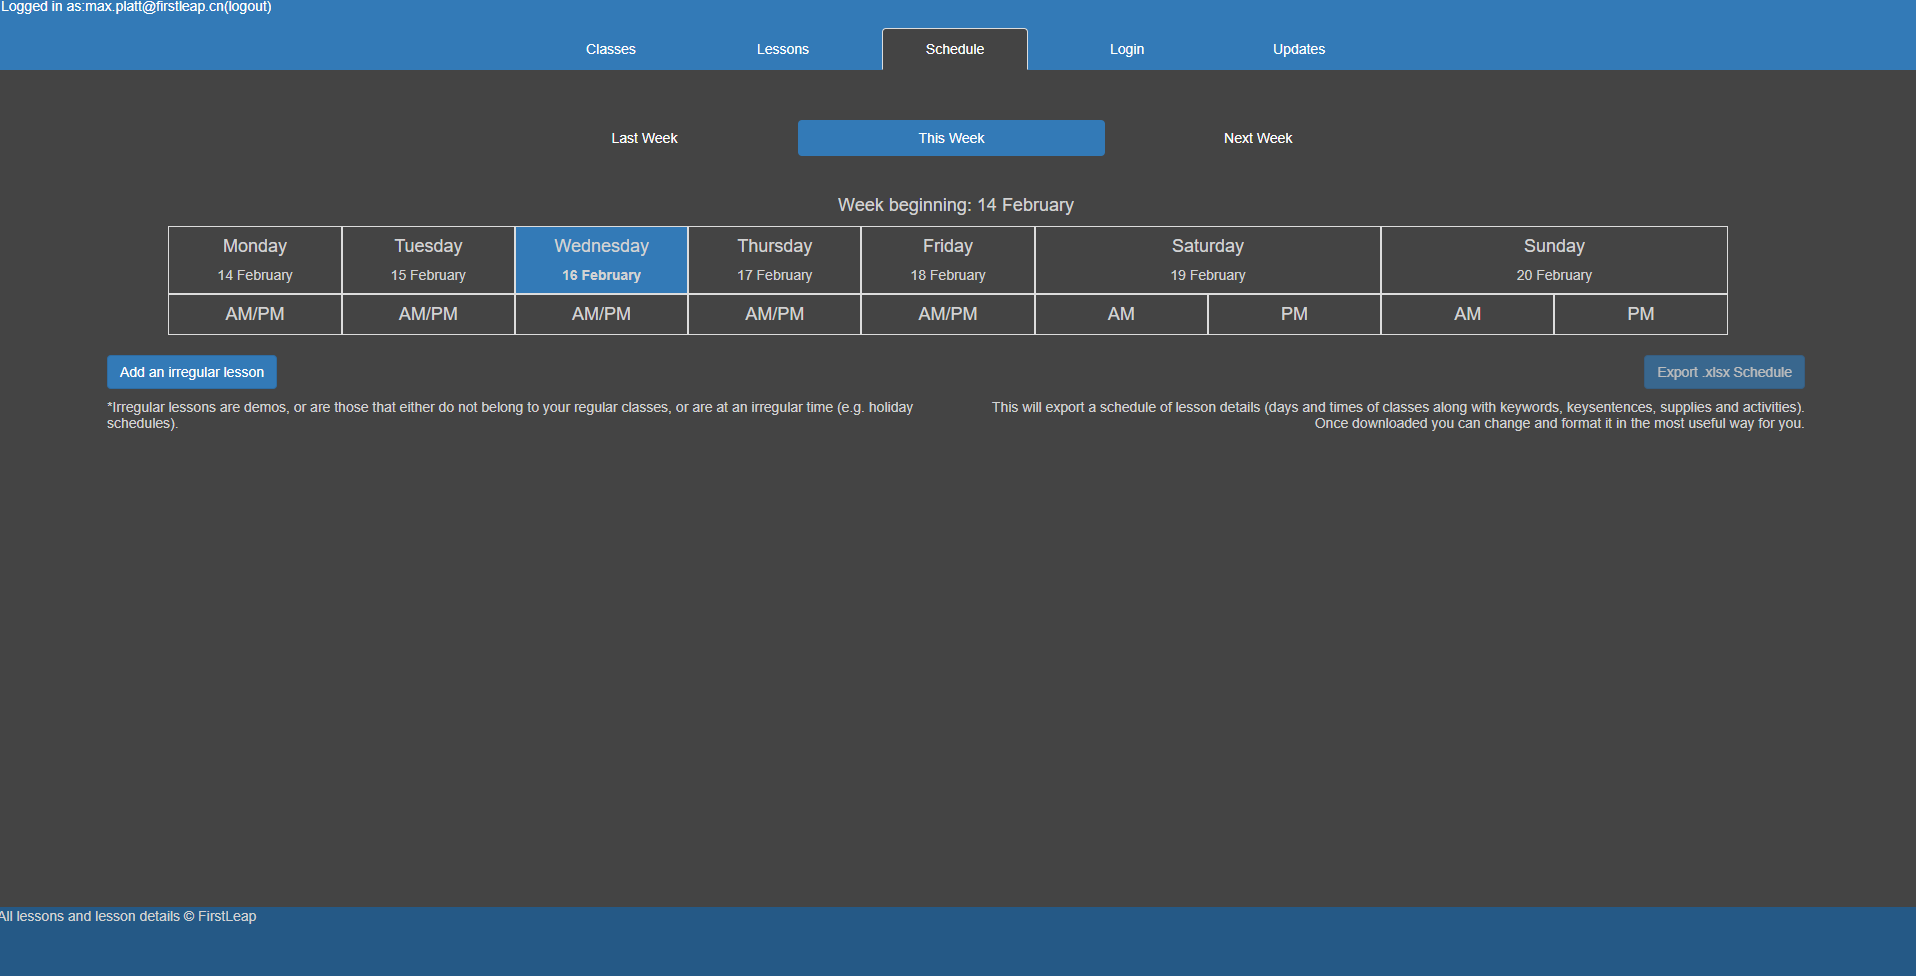 Logged in as:max.platt@firstleap.cn(logout)
Classes Lessons Schedule Login Updates
Last Week This Week Next Week
Week beginning: 14 February
Monday Tuesday Wednesday Thursday Friday Saturday Sunday
14 February 15 February 16 February 17 February 18 February 19 February 20 February
AM/PM AM/PM AM/PM AM/PM AM/PM AM PM AM PM
Add an irregular lesson
*Irregular lessons are demos, or are those that either do not belong to your regular classes, or are at an irregular time (e.g. holiday
schedules).
Export .xlsx Schedule
This will export a schedule of lesson details (days and times of classes along with keywords, keysentences, supplies and activities).
Once downloaded you can change and format it in the most useful way for you.
All lessons and lesson details © FirstLeap